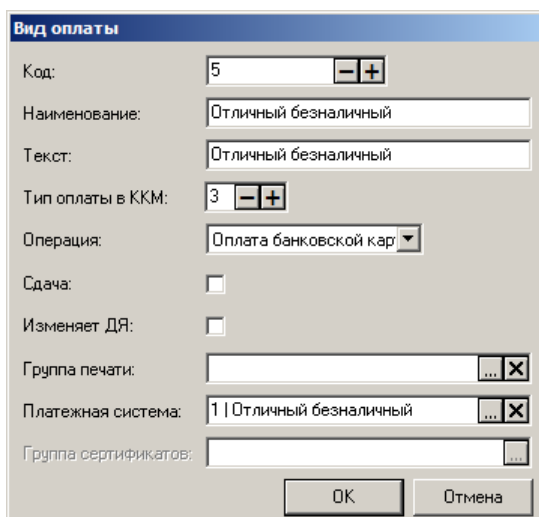 Вид оплаты
Код: 5
Наименование: Отличный безналичный
Текст: Отличный безналичный
Тип оплаты в ККМ: 3
Операция: Оплата банковской кар
Сдача:
Изменяет ДЯ:
Группа печати: ...
Платежная система: 1 | Отличный безналичный ...
Группа сертификатов: ...
OK Отмена